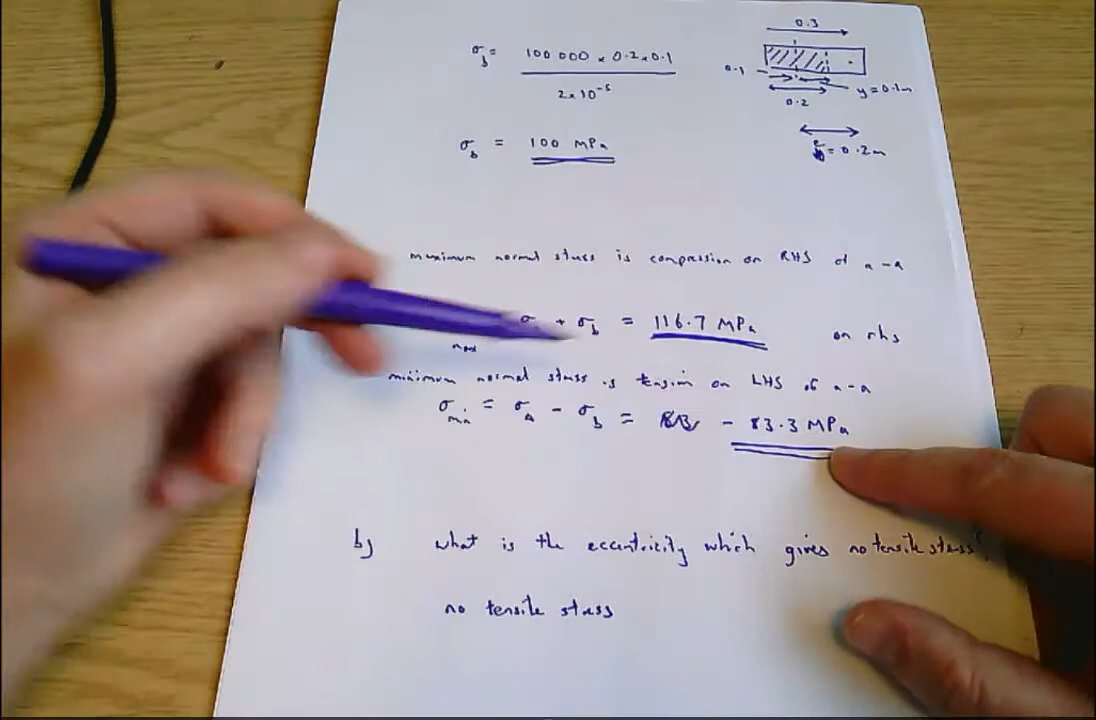 σb = 100 000 x 0.2 x 0.1
2 x 10⁻⁵
σb = 100 MPa
0.3
0.1
0.2
y = 0.1m
e = 0.2m
maximum normal stress is compression on RHS of a-a
σ + σb = 116.7 MPa on rhs
max
minimum normal stress is tension on LHS of a-a
σmin = σA - σb = - 83.3 MPa
b) what is the eccentricity which gives no tensile stress?
no tensile stress